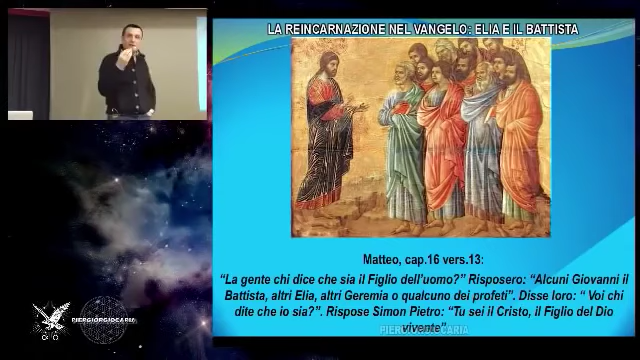 LA REINCARNAZIONE NEL VANGELO: ELIA E IL BATTISTA
Matteo, cap.16 vers.13:
“La gente chi dice che sia il Figlio dell’uomo?” Risposero: “Alcuni Giovanni il
Battista, altri Elia, altri Geremia o qualcuno dei profeti”. Disse loro: “ Voi chi
dite che io sia?”. Rispose Simon Pietro: “Tu sei il Cristo, il Figlio del Dio
vivente”
PIERGIORGIOCARIA
PIERGIORGIOCARIA